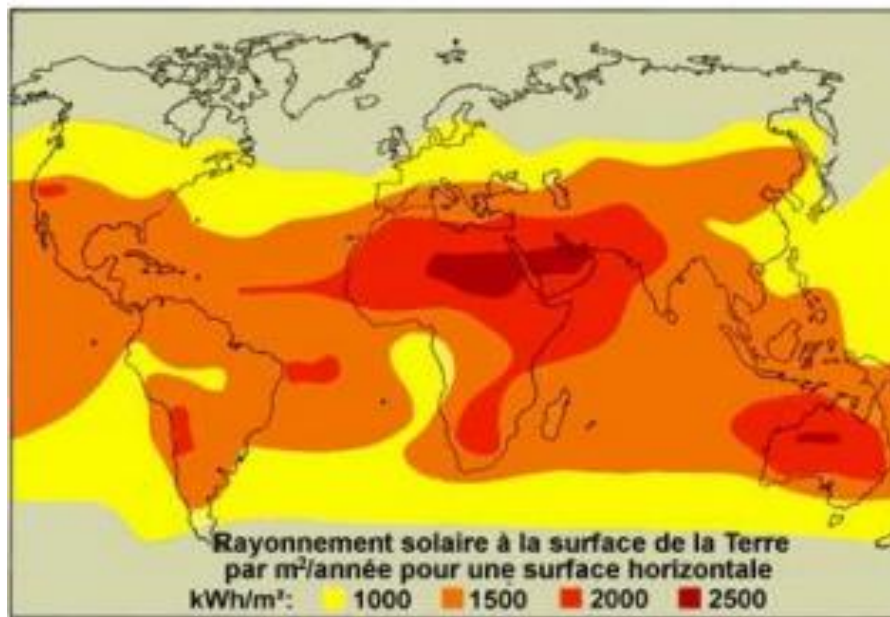 Rayonnement solaire à la surface de la Terre
par m²/année pour une surface horizontale
kWh/m²: 1000 1500 2000 2500